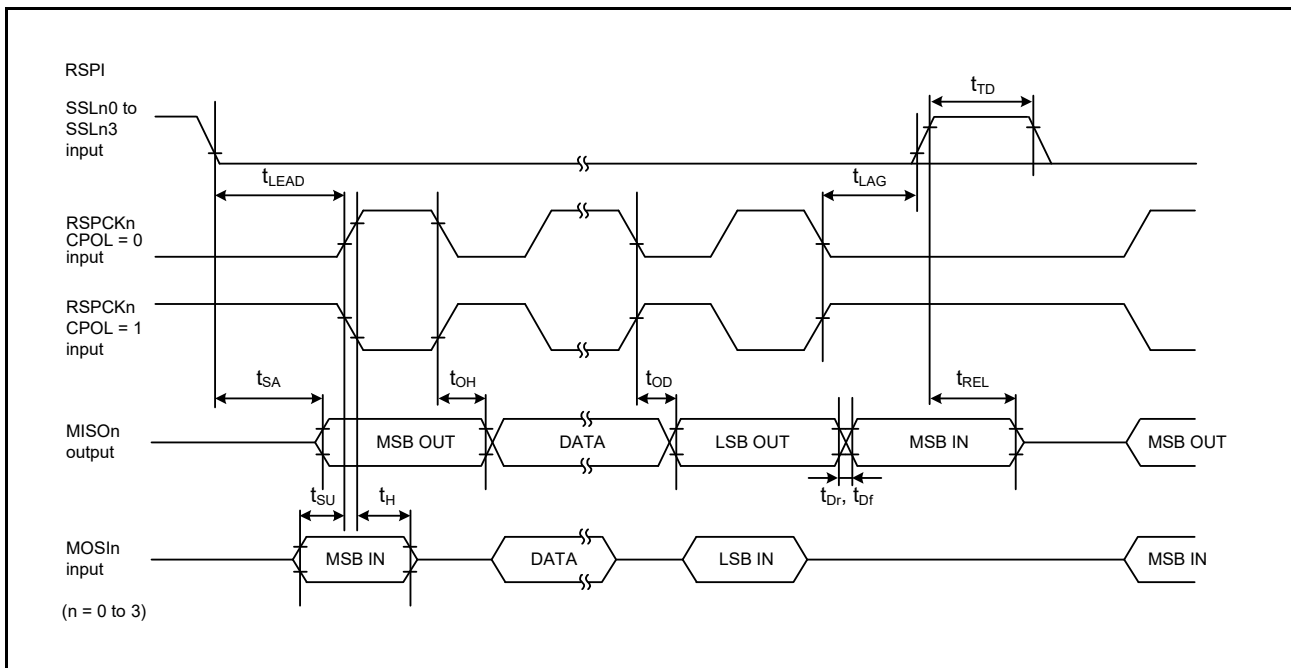 RSPI
SSLn0 to
SSLn3
input
tTD
tLEAD
tLAG
RSPCKn
CPOL = 0
input
RSPCKn
CPOL = 1
input
tSA
tOH
tOD
tREL
MISOn
output
MSB OUT
DATA
LSB OUT
MSB IN
MSB OUT
tSU
tH
tDr, tDf
MOSIn
input
MSB IN
DATA
LSB IN
MSB IN
(n = 0 to 3)